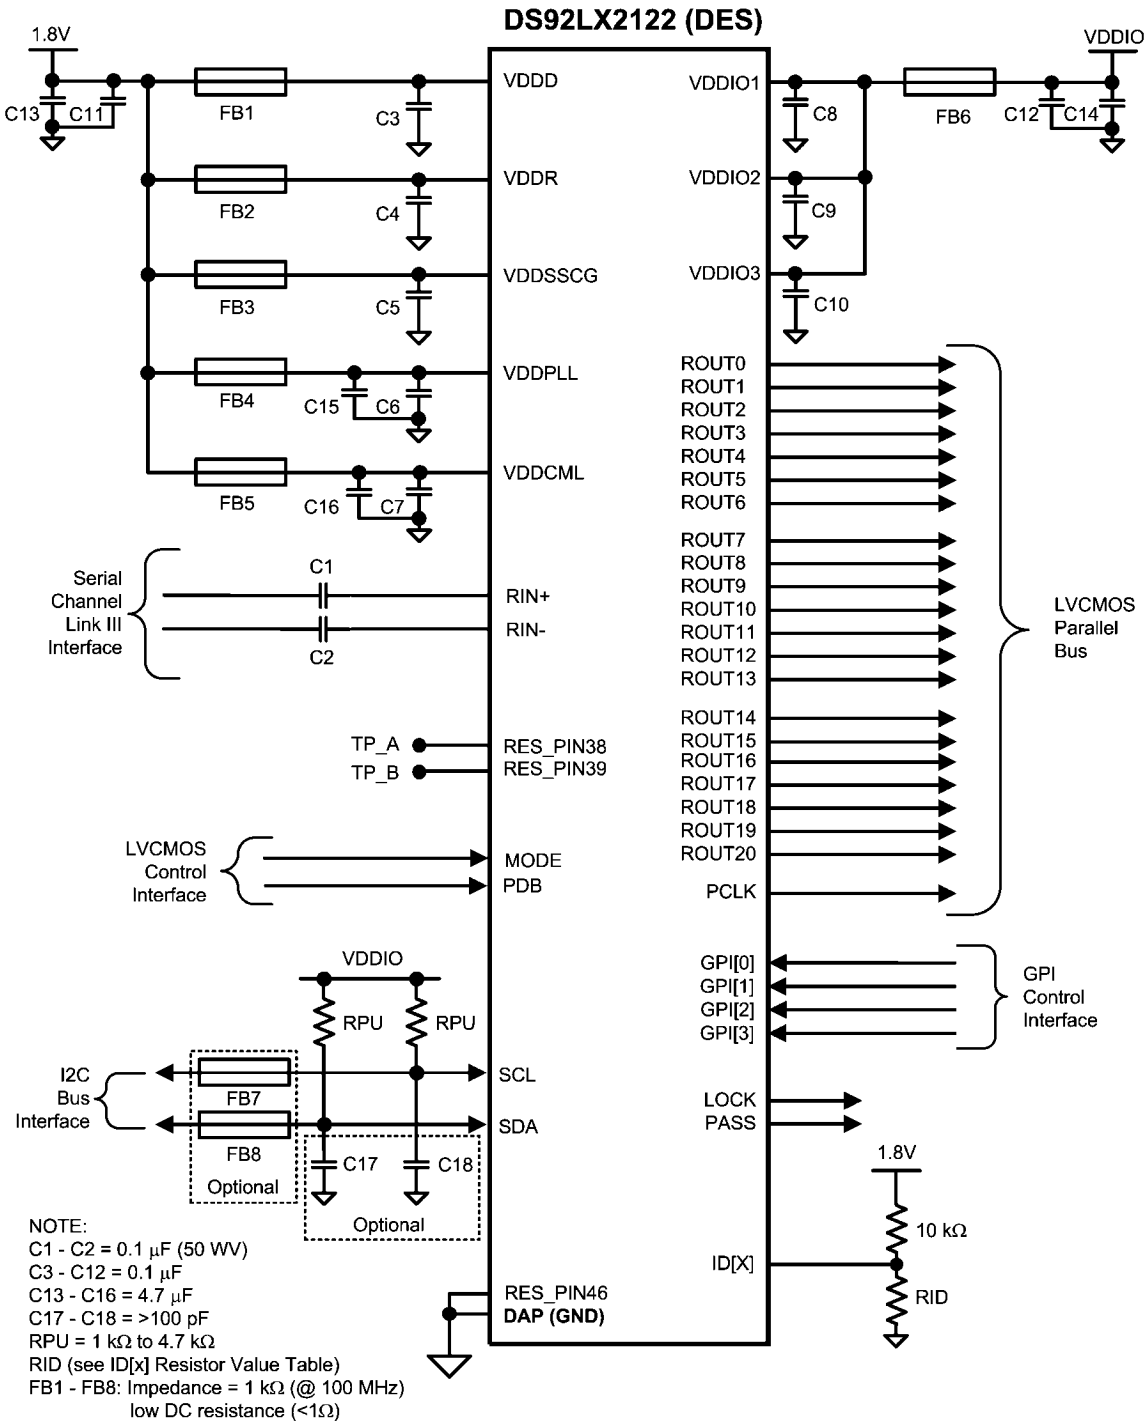 DS92LX2122 (DES)
1.8V
C13
C11
FB1
C3
VDDD
FB2
C4
VDDR
FB3
C5
VDDSSCG
FB4
C15
C6
VDDPLL
FB5
C16
C7
VDDCML
Serial
Channel
Link III
Interface
C1
C2
RIN+
RIN-
TP_A
TP_B
RES_PIN38
RES_PIN39
LVCMOS
Control
Interface
MODE
PDB
VDDIO
RPU
RPU
I2C
Bus
Interface
FB7
FB8
Optional
SCL
SDA
C17
C18
Optional
RES_PIN46
DAP (GND)
VDDIO
VDDIO1
C8
FB6
C12
C14
VDDIO2
C9
VDDIO3
C10
ROUT0
ROUT1
ROUT2
ROUT3
ROUT4
ROUT5
ROUT6
ROUT7
ROUT8
ROUT9
ROUT10
ROUT11
ROUT12
ROUT13
ROUT14
ROUT15
ROUT16
ROUT17
ROUT18
ROUT19
ROUT20
PCLK
LVCMOS
Parallel
Bus
GPI[0]
GPI[1]
GPI[2]
GPI[3]
GPI
Control
Interface
LOCK
PASS
1.8V
10 kΩ
ID[X]
RID
NOTE:
C1 - C2 = 0.1 μF (50 WV)
C3 - C12 = 0.1 μF
C13 - C16 = 4.7 μF
C17 - C18 = >100 pF
RPU = 1 kΩ to 4.7 kΩ
RID (see ID[x] Resistor Value Table)
FB1 - FB8: Impedance = 1 kΩ (@ 100 MHz)
low DC resistance (<1Ω)